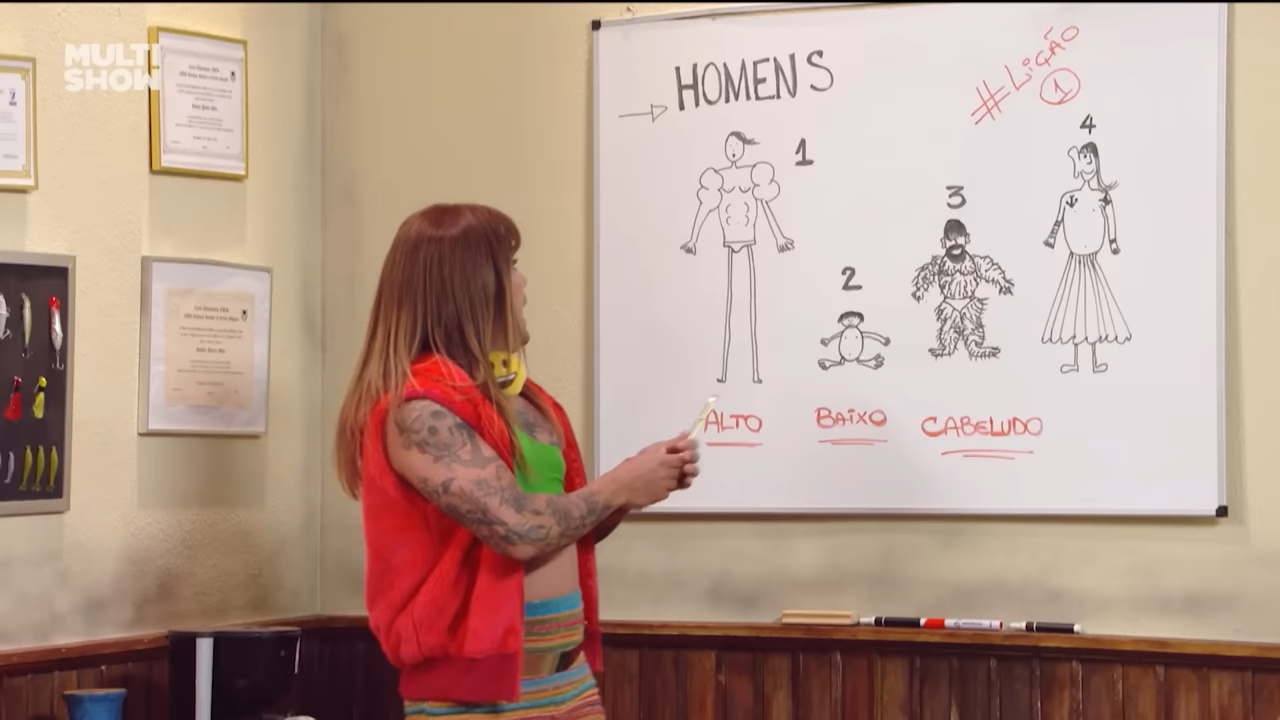 MULTI
SHOW
HOMENS
#LIÇÃO
1
1
2
3
4
ALTO
BAIXO
CABELUDO